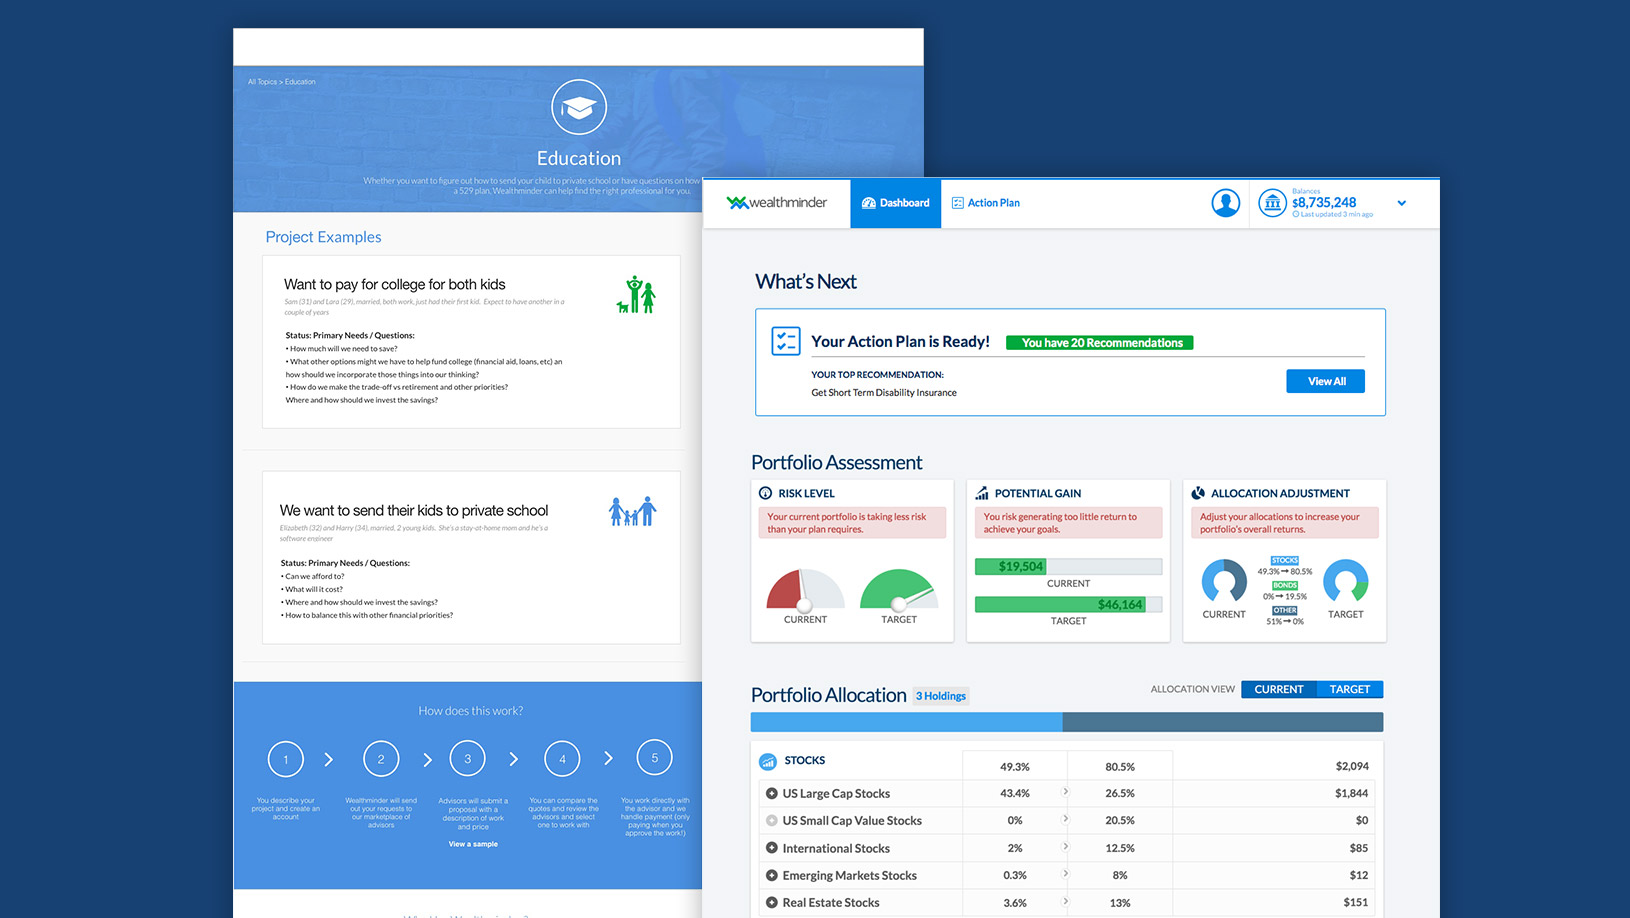 All Topics > Education
Education
Whether you want to figure out how to send your child to private school or have questions on how
a 529 plan. Wealthminder can help find the right professional for you.
Project Examples
Want to pay for college for both kids
Sam (31) and Lara (29), married, both work, just had their first kid. Expect to have another in a
couple of years
Status: Primary Needs / Questions:
• How much will we need to save?
• What other options might we have to help fund college (financial aid, loans, etc) an
how should we incorporate those things into our thinking?
• How do we make the trade-off vs retirement and other priorities?
Where and how should we invest the savings?
We want to send their kids to private school
Elizabeth (32) and Harry (34), married, 2 young kids. She's a stay-at-home mom and he's a
software engineer
Status: Primary Needs / Questions:
• Can we afford to?
• What will it cost?
• Where and how should we invest the savings?
• How to balance this with other financial priorities?
How does this work?
1
2
3
4
5
You describe your
project and create an
account
Wealthminder will send
out your requests to
our marketplace of
advisors
Advisors will submit a
proposal with a
description of work
and price
View a sample
You can compare the
quotes and review the
advisors and select
one to work with
You work directly with
the advisor and we
handle payment (only
paying when you
approve the work!)
wealthminder
Dashboard
Action Plan
Balances
$8,735,248
Last updated 3 min ago
What's Next
Your Action Plan is Ready!
You have 20 Recommendations
YOUR TOP RECOMMENDATION:
Get Short Term Disability Insurance
View All
Portfolio Assessment
RISK LEVEL
Your current portfolio is taking less risk
than your plan requires.
CURRENT
TARGET
POTENTIAL GAIN
You risk generating too little return to
achieve your goals.
$19,504
CURRENT
$46,164
TARGET
ALLOCATION ADJUSTMENT
Adjust your allocations to increase your
portfolio's overall returns.
CURRENT
STOCKS
49.3% → 80.5%
BONDS
0% → 19.5%
OTHER
51% → 0%
TARGET
Portfolio Allocation
3 Holdings
ALLOCATION VIEW
CURRENT
TARGET
STOCKS 49.3% 80.5% $2,094
US Large Cap Stocks 43.4% > 26.5% $1,844
US Small Cap Value Stocks 0% > 20.5% $0
International Stocks 2% > 12.5% $85
Emerging Markets Stocks 0.3% > 8% $12
Real Estate Stocks 3.6% > 13% $151